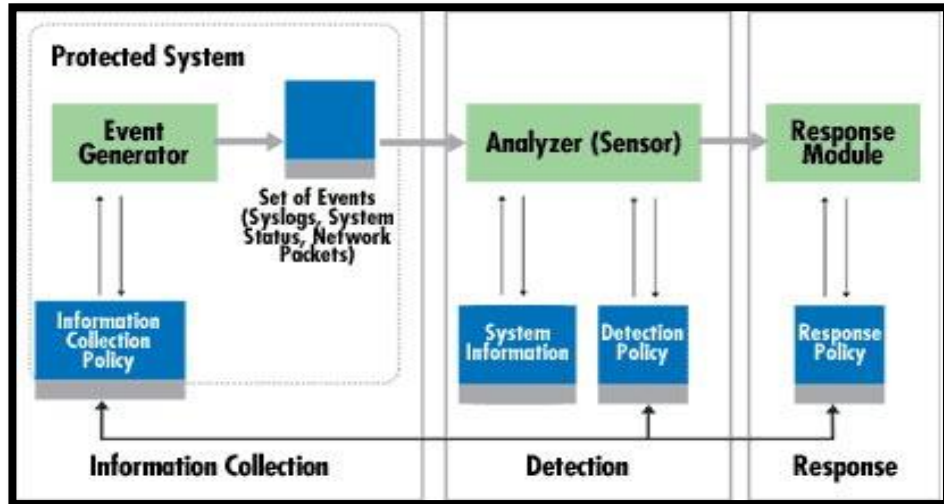 Protected System
Event
Generator
Set of Events
(Syslogs, System
Status, Network
Packets)
Analyzer (Sensor)
Response
Module
Information
Collection
Policy
System
Information
Detection
Policy
Response
Policy
Information Collection
Detection
Response